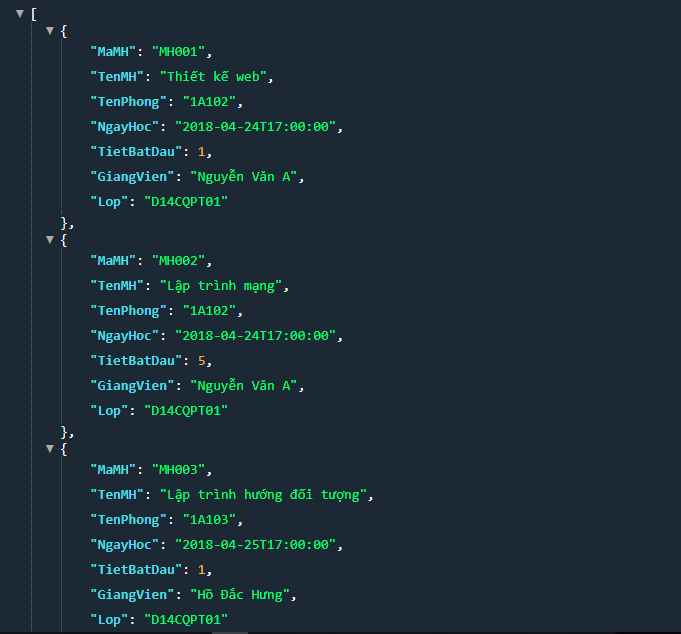 [
{
"MaMH": "MH001",
"TenMH": "Thiết kế web",
"TenPhong": "1A102",
"NgayHoc": "2018-04-24T17:00:00",
"TietBatDau": 1,
"GiangVien": "Nguyễn Văn A",
"Lop": "D14CQPT01"
},
{
"MaMH": "MH002",
"TenMH": "Lập trình mạng",
"TenPhong": "1A102",
"NgayHoc": "2018-04-24T17:00:00",
"TietBatDau": 5,
"GiangVien": "Nguyễn Văn A",
"Lop": "D14CQPT01"
},
{
"MaMH": "MH003",
"TenMH": "Lập trình hướng đối tượng",
"TenPhong": "1A103",
"NgayHoc": "2018-04-25T17:00:00",
"TietBatDau": 1,
"GiangVien": "Hồ Đắc Hưng",
"Lop": "D14CQPT01"